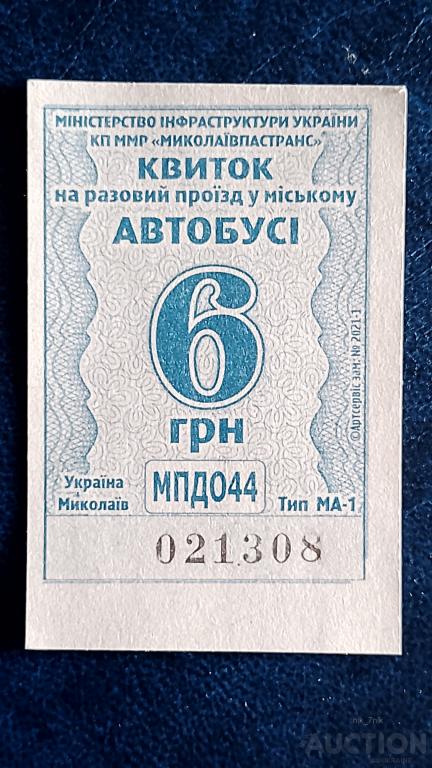 МІНІСТЕРСТВО ІНФРАСТРУКТУРИ УКРАЇНИ
КП ММР «МИКОЛАЇВПАСТРАНС»
КВИТОК
на разовий проїзд у міському
АВТОБУСІ
6
грн
©Артсервіс зам: № 2021-1
Україна
Миколаїв
МПД044
Тип МА-1
021308
nik_7nik
AUCTION